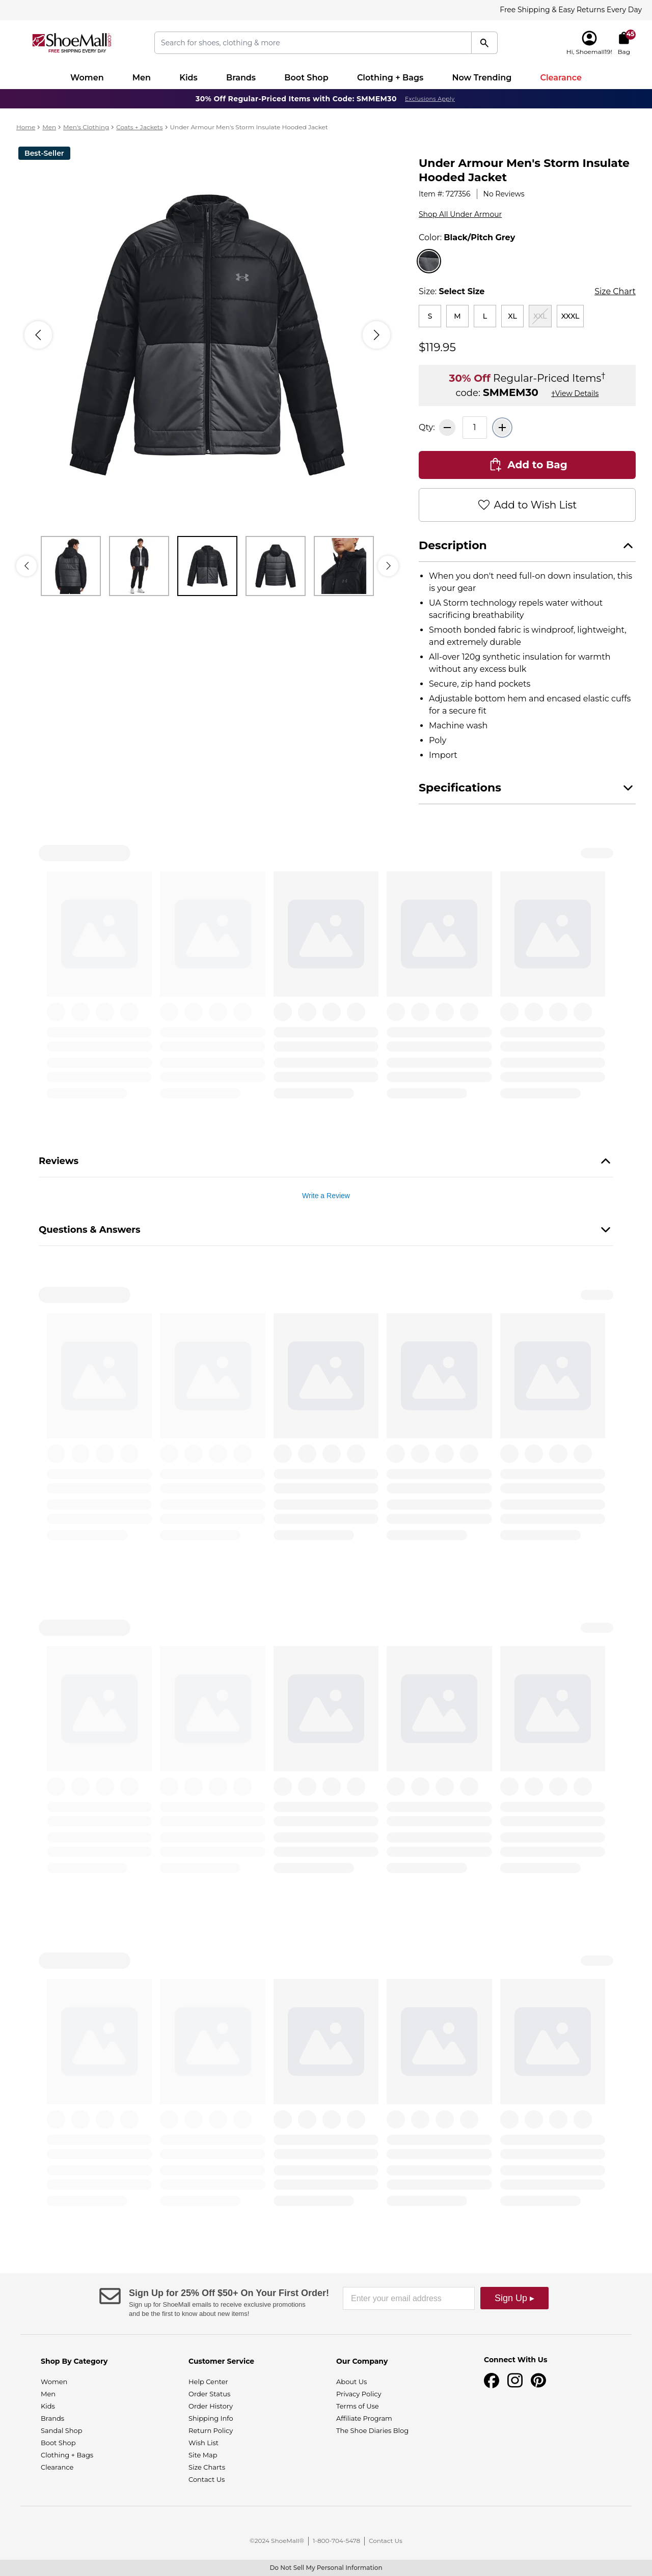 Free Shipping & Easy Returns Every Day
ShoeMall
FREE SHIPPING EVERY DAY
Search for shoes, clothing & more
Hi, Shoemall19!
45
Bag
Women Men Kids Brands Boot Shop Clothing + Bags Now Trending Clearance
30% Off Regular-Priced Items with Code: SMMEM30 Exclusions Apply
Home > Men > Men's Clothing > Coats + Jackets > Under Armour Men's Storm Insulate Hooded Jacket
Best-Seller
Under Armour Men's Storm Insulate
Hooded Jacket
Item #: 727356 No Reviews
Shop All Under Armour
Color: Black/Pitch Grey
Size: Select Size Size Chart
S M L XL XXL XXXL
$119.95
30% Off Regular-Priced Items†
code: SMMEM30 ‡View Details
Qty: 1
Add to Bag
Add to Wish List
Description
• When you don't need full-on down insulation, this
is your gear
• UA Storm technology repels water without
sacrificing breathability
• Smooth bonded fabric is windproof, lightweight,
and extremely durable
• All-over 120g synthetic insulation for warmth
without any excess bulk
• Secure, zip hand pockets
• Adjustable bottom hem and encased elastic cuffs
for a secure fit
• Machine wash
• Poly
• Import
Specifications
Reviews
Write a Review
Questions & Answers
Sign Up for 25% Off $50+ On Your First Order!
Sign up for ShoeMall emails to receive exclusive promotions
and be the first to know about new items!
Enter your email address
Sign Up ▸
Shop By Category
Women
Men
Kids
Brands
Sandal Shop
Boot Shop
Clothing + Bags
Clearance
Customer Service
Help Center
Order Status
Order History
Shipping Info
Return Policy
Wish List
Site Map
Size Charts
Contact Us
Our Company
About Us
Privacy Policy
Terms of Use
Affiliate Program
The Shoe Diaries Blog
Connect With Us
©2024 ShoeMall® | 1-800-704-5478 | Contact Us
Do Not Sell My Personal Information